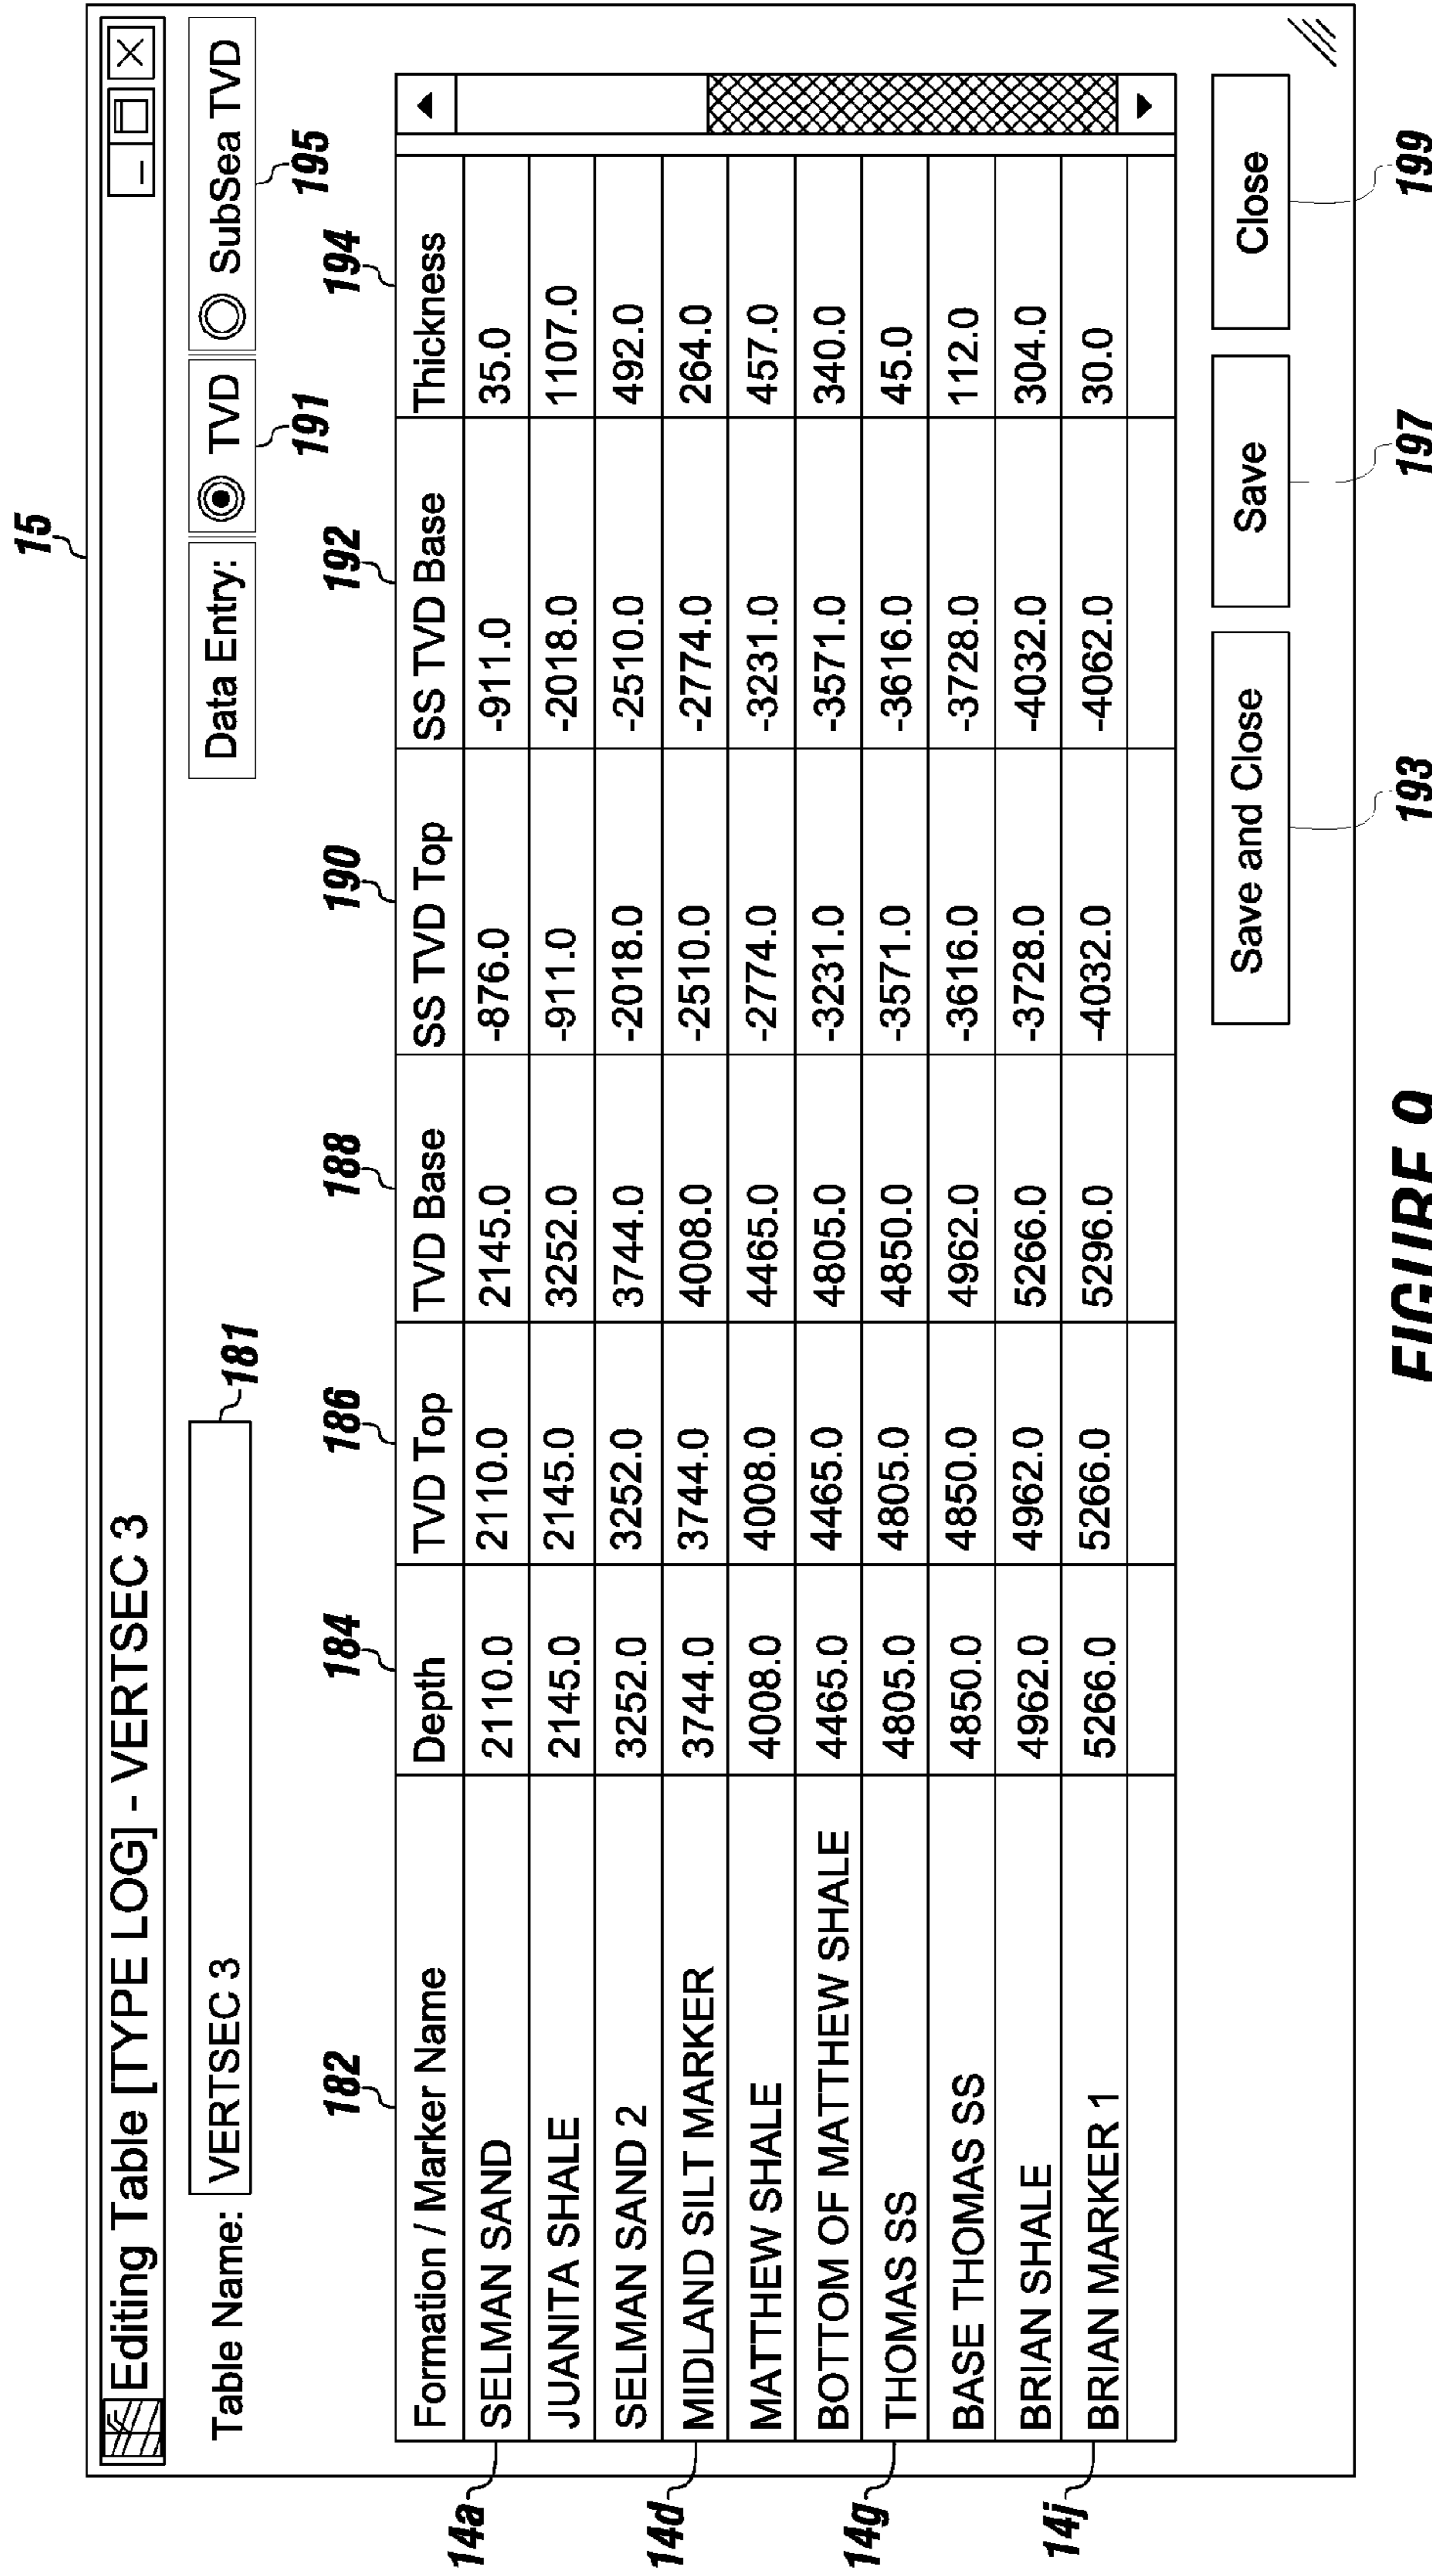 15
Editing Table [TYPE LOG] - VERTSEC 3
Table Name: VERTSEC 3 Data Entry: TVD SubSea TVD
181 191 195
182 184 186 188 190 192 194
Formation / Marker Name Depth TVD Top TVD Base SS TVD Top SS TVD Base Thickness
14a SELMAN SAND 2110.0 2110.0 2145.0 -876.0 -911.0 35.0
JUANITA SHALE 2145.0 2145.0 3252.0 -911.0 -2018.0 1107.0
SELMAN SAND 2 3252.0 3252.0 3744.0 -2018.0 -2510.0 492.0
14d MIDLAND SILT MARKER 3744.0 3744.0 4008.0 -2510.0 -2774.0 264.0
MATTHEW SHALE 4008.0 4008.0 4465.0 -2774.0 -3231.0 457.0
BOTTOM OF MATTHEW SHALE 4465.0 4465.0 4805.0 -3231.0 -3571.0 340.0
14g THOMAS SS 4805.0 4805.0 4850.0 -3571.0 -3616.0 45.0
BASE THOMAS SS 4850.0 4850.0 4962.0 -3616.0 -3728.0 112.0
BRIAN SHALE 4962.0 4962.0 5266.0 -3728.0 -4032.0 304.0
14j BRIAN MARKER 1 5266.0 5266.0 5296.0 -4032.0 -4062.0 30.0
Save and Close Save Close
193 197 199
FIGURE 9